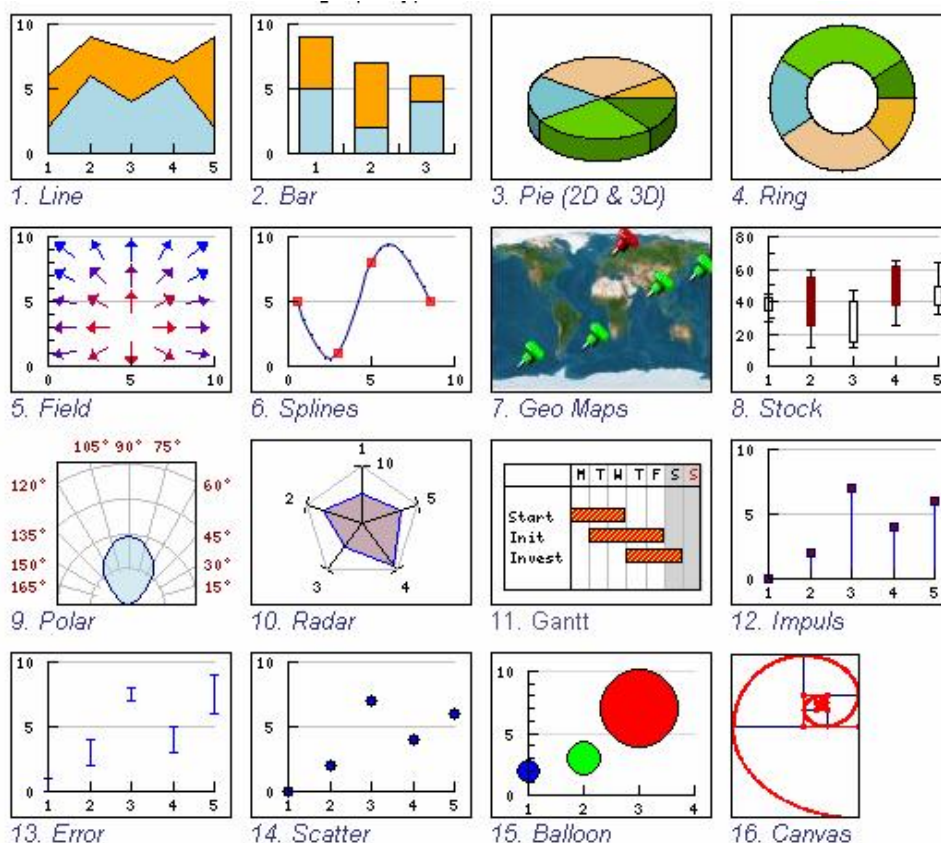 10
5
0
1 2 3 4 5
1. Line
10
5
0
1 2 3
2. Bar
3. Pie (2D & 3D)
4. Ring
10
5
0
0 5 10
5. Field
10
5
0
0 5 10
6. Splines
7. Geo Maps
80
60
40
20
0
1 2 3 4 5
8. Stock
105° 90° 75°
120° 60°
135° 45°
150° 30°
165° 15°
9. Polar
1
10
2 5
3 4
10. Radar
M T W T F S S
Start
Init
Invest
11. Gantt
10
5
0
1 2 3 4 5
12. Impuls
10
5
0
1 2 3 4 5
13. Error
10
5
0
1 2 3 4 5
14. Scatter
10
5
0
1 2 3 4
15. Balloon
16. Canvas